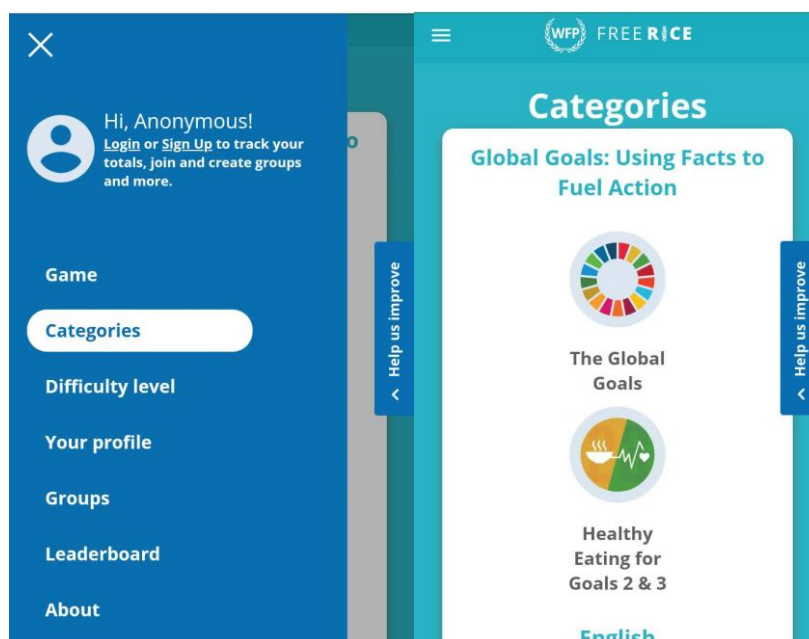 Hi, Anonymous!
Login or Sign Up to track your
totals, join and create groups
and more.
Game
Categories
Difficulty level
Your profile
Groups
Leaderboard
About
o
Help us improve
WFP FREERICE
Categories
Global Goals: Using Facts to
Fuel Action
The Global
Goals
Healthy
Eating for
Goals 2 & 3
English
Help us improve